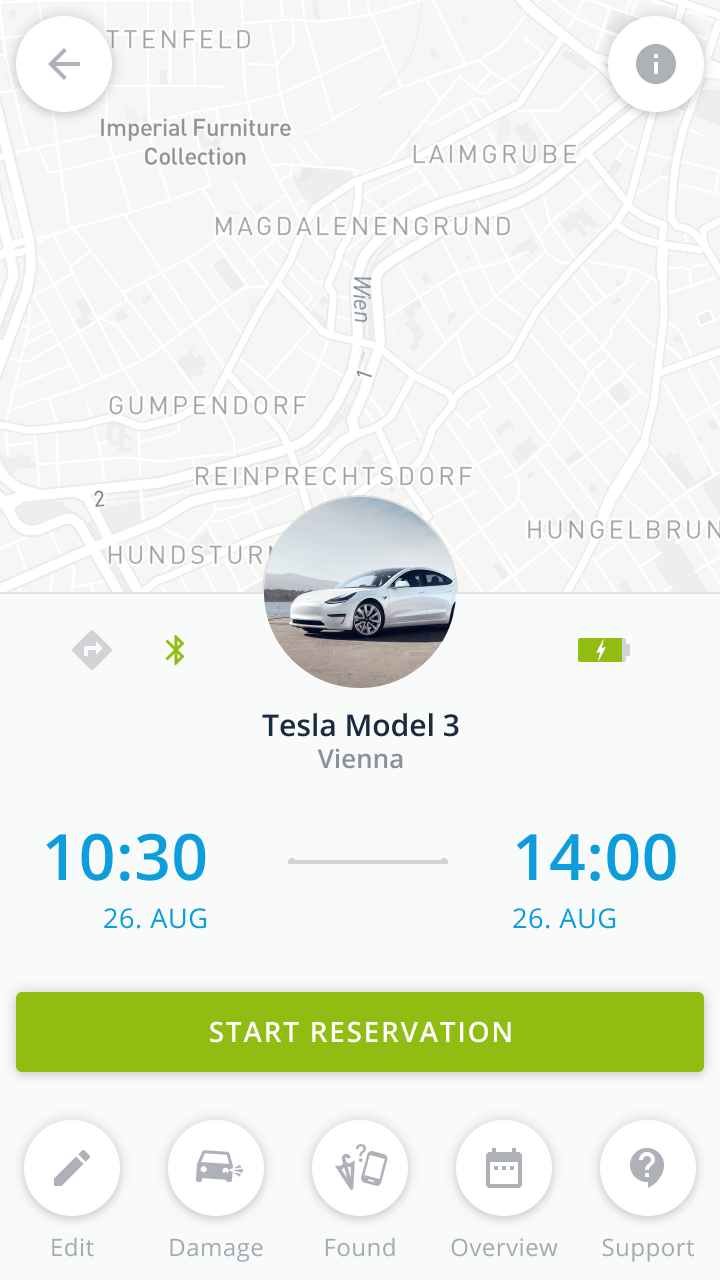 TTENFELD
Imperial Furniture
Collection
LAIMGRUBE
MAGDALENENGRUND
Wien
1
GUMPENDORF
REINPRECHTSDORF
2
HUNGELBRUN
HUNDSTURM
Tesla Model 3
Vienna
10:30
14:00
26. AUG
26. AUG
START RESERVATION
?
?
Edit
Damage
Found
Overview
Support